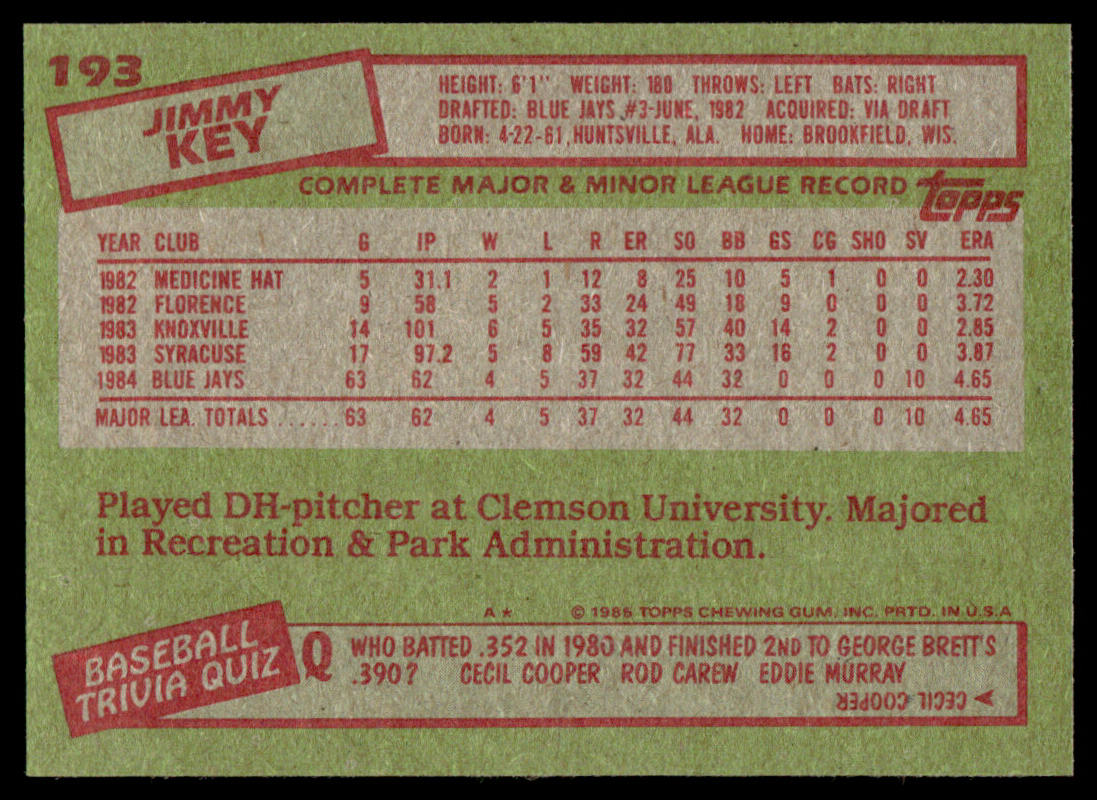 193
JIMMY
KEY
HEIGHT: 6'1" WEIGHT: 180 THROWS: LEFT BATS: RIGHT
DRAFTED: BLUE JAYS #3-JUNE, 1982 ACQUIRED: VIA DRAFT
BORN: 4-22-61, HUNTSVILLE, ALA. HOME: BROOKFIELD, WIS.
COMPLETE MAJOR & MINOR LEAGUE RECORD topps
YEAR CLUB G IP W L R ER SO BB GS CG SHO SV ERA
1982 MEDICINE HAT 5 31.1 2 1 12 8 25 10 5 1 0 0 2.30
1982 FLORENCE 9 58 5 2 33 24 49 18 9 0 0 0 3.72
1983 KNOXVILLE 14 101 6 5 35 32 57 40 14 2 0 0 2.85
1983 SYRACUSE 17 97.2 5 8 59 42 77 33 16 2 0 0 3.87
1984 BLUE JAYS 63 62 4 5 37 32 44 32 0 0 0 10 4.65
MAJOR LEA. TOTALS ...... 63 62 4 5 37 32 44 32 0 0 0 10 4.65
Played DH-pitcher at Clemson University. Majored
in Recreation & Park Administration.
A* © 1985 TOPPS CHEWING GUM, INC. PRTD. IN U.S.A
BASEBALL
TRIVIA QUIZ
Q WHO BATTED .352 IN 1980 AND FINISHED 2ND TO GEORGE BRETT'S
.390? CECIL COOPER ROD CAREW EDDIE MURRAY
CECIL COOPER